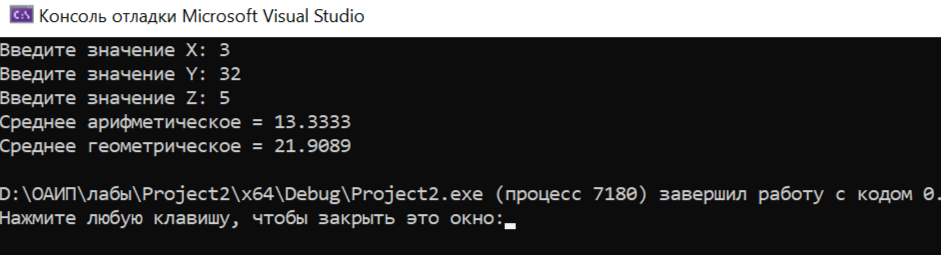 Консоль отладки Microsoft Visual Studio
Введите значение X: 3
Введите значение Y: 32
Введите значение Z: 5
Среднее арифметическое = 13.3333
Среднее геометрическое = 21.9089
D:\ОАИП\лабы\Project2\x64\Debug\Project2.exe (процесс 7180) завершил работу с кодом 0.
Нажмите любую клавишу, чтобы закрыть это окно: